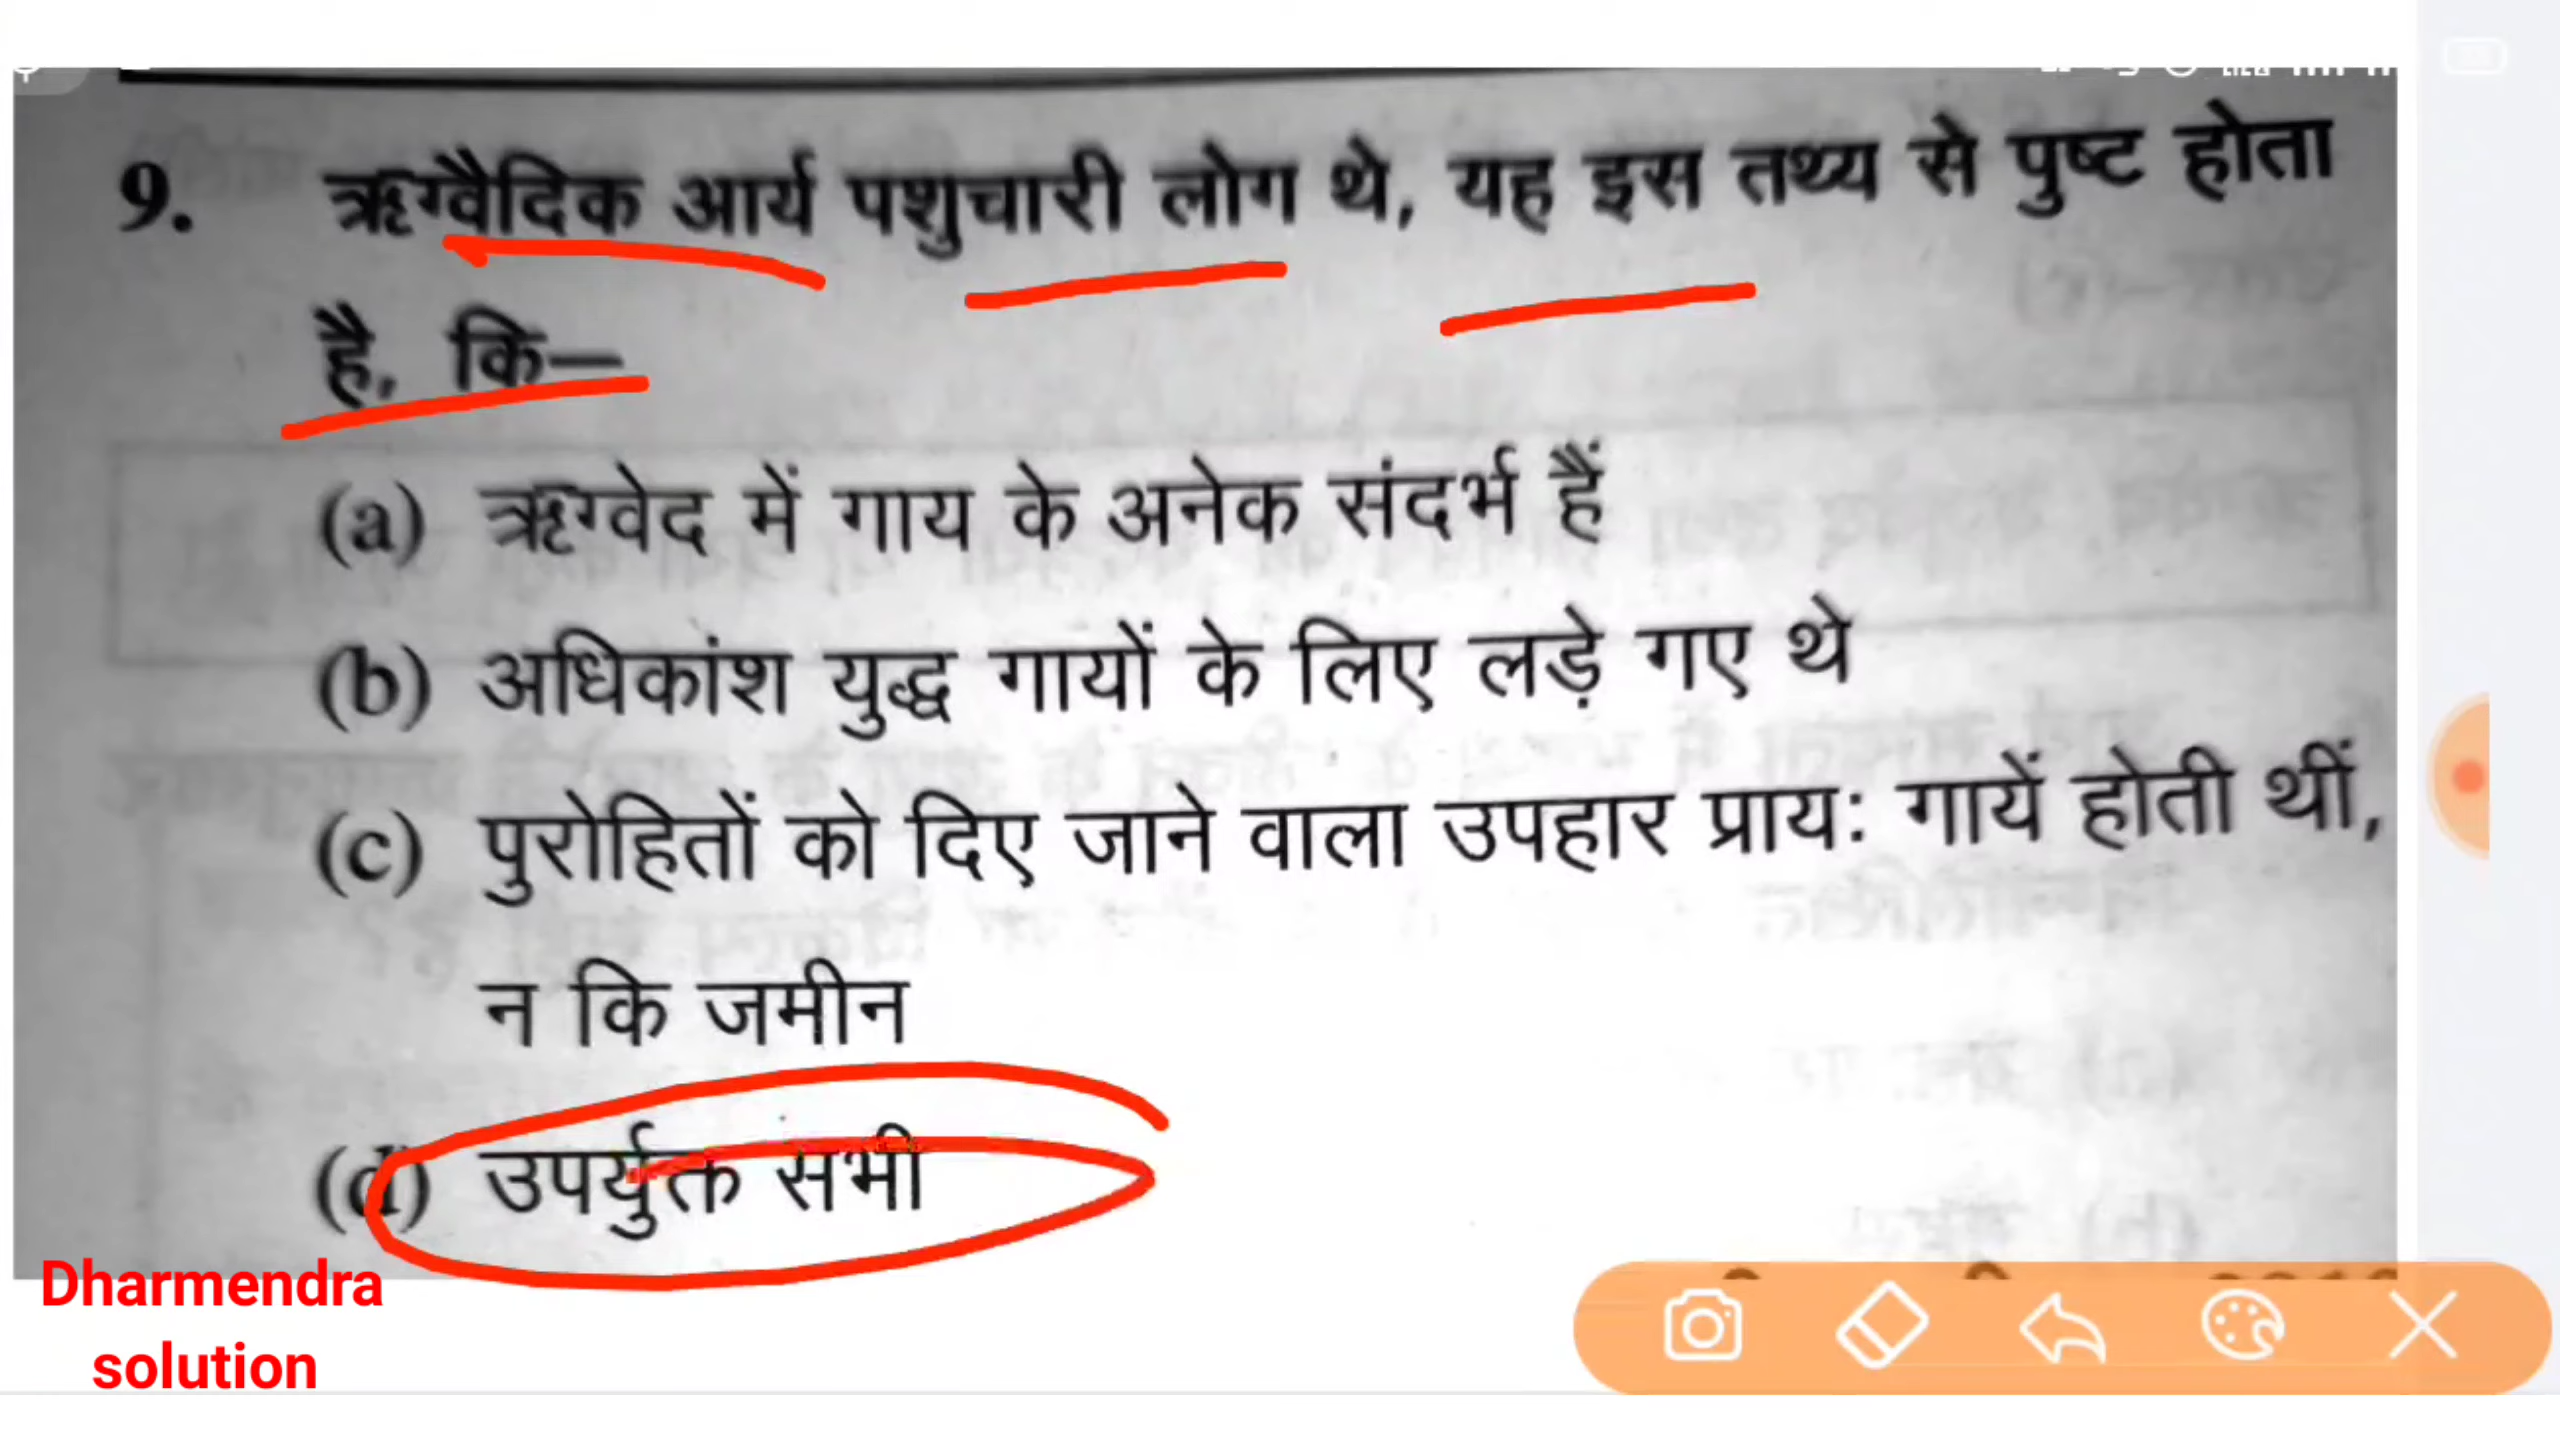 9. ऋग्वैदिक आर्य पशुचारी लोग थे, यह इस तथ्य से पुष्ट होता
है, कि–
(a) ऋग्वेद में गाय के अनेक संदर्भ हैं
(b) अधिकांश युद्ध गायों के लिए लड़े गए थे
(c) पुरोहितों को दिए जाने वाला उपहार प्रायः गायें होती थीं,
न कि जमीन
(d) उपर्युक्त सभी
Dharmendra
solution